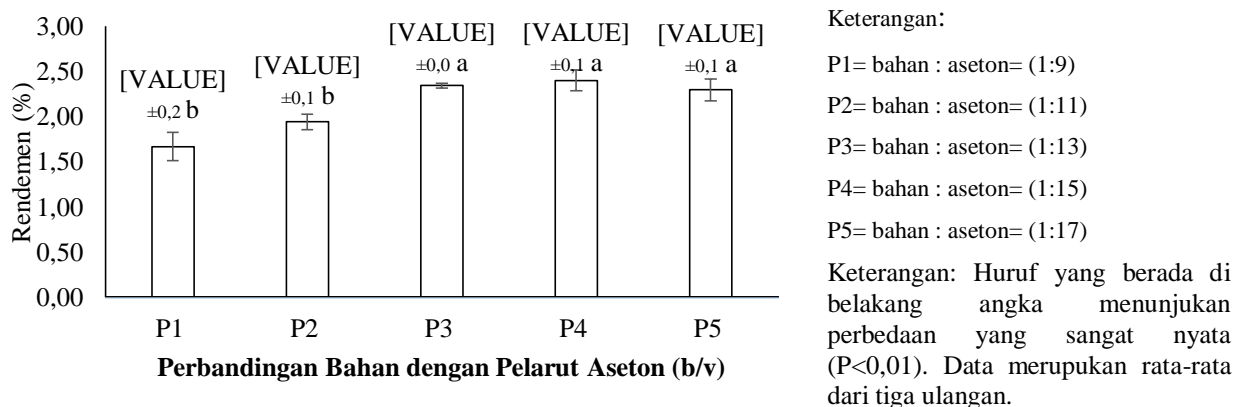 3,00
2,50
2,00
1,50
1,00
0,50
0,00
Rendemen (%)
[VALUE]
±0,2 b
[VALUE]
±0,1 b
[VALUE]
±0,0 a
[VALUE]
±0,1 a
[VALUE]
±0,1 a
P1 P2 P3 P4 P5
Perbandingan Bahan dengan Pelarut Aseton (b/v)
Keterangan:
P1= bahan : aseton= (1:9)
P2= bahan : aseton= (1:11)
P3= bahan : aseton= (1:13)
P4= bahan : aseton= (1:15)
P5= bahan : aseton= (1:17)
Keterangan: Huruf yang berada di
belakang angka menunjukan
perbedaan yang sangat nyata
(P<0,01). Data merupukan rata-rata
dari tiga ulangan.